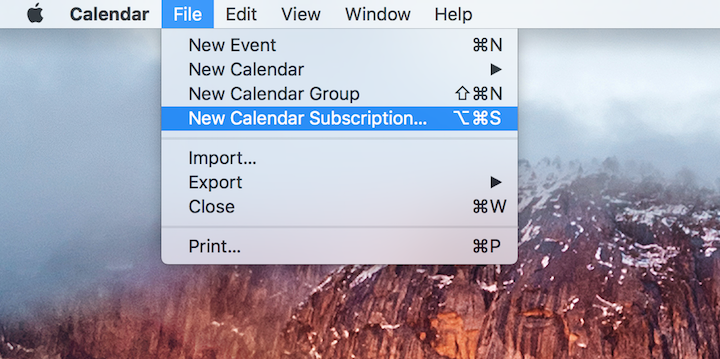 Calendar File Edit View Window Help
New Event ⌘N
New Calendar ▶
New Calendar Group ⇧⌘N
New Calendar Subscription... ⌥⌘S
Import...
Export ▶
Close ⌘W
Print... ⌘P